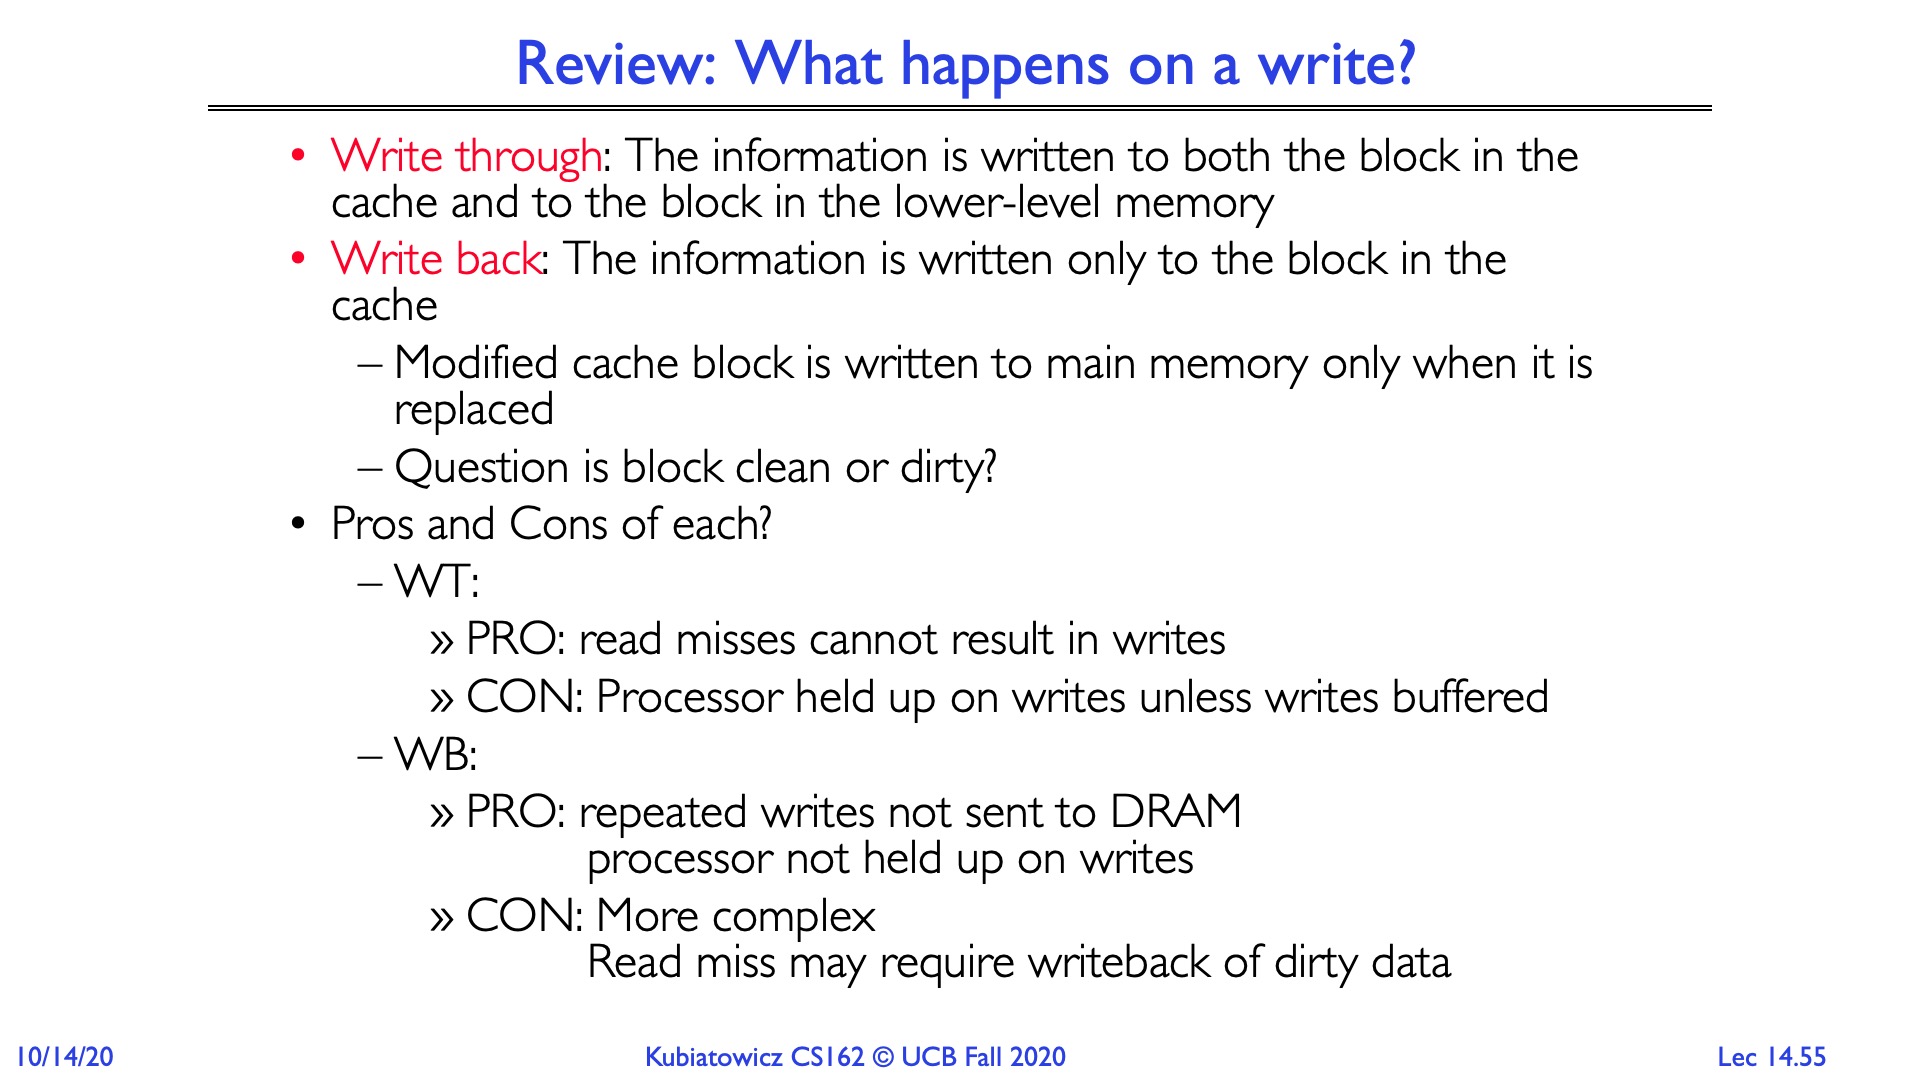 Review: What happens on a write?
• Write through: The information is written to both the block in the
cache and to the block in the lower-level memory
• Write back: The information is written only to the block in the
cache
– Modified cache block is written to main memory only when it is
replaced
– Question is block clean or dirty?
• Pros and Cons of each?
– WT:
» PRO: read misses cannot result in writes
» CON: Processor held up on writes unless writes buffered
– WB:
» PRO: repeated writes not sent to DRAM
processor not held up on writes
» CON: More complex
Read miss may require writeback of dirty data
10/14/20
Kubiatowicz CS162 © UCB Fall 2020
Lec 14.55